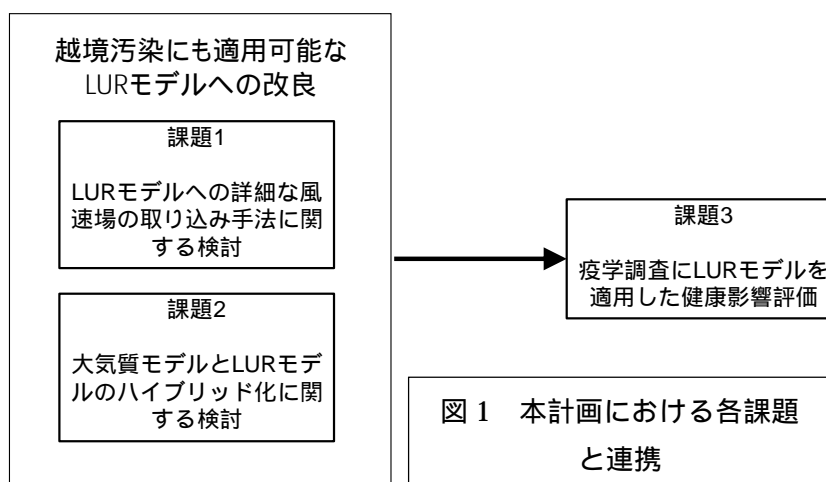 越境汚染にも適用可能な
LURモデルへの改良
課題1
LURモデルへの詳細な風
速場の取り込み手法に関
する検討
課題2
大気質モデルとLURモデ
ルのハイブリッド化に関
する検討
課題3
疫学調査にLURモデルを
適用した健康影響評価
図 1　本計画における各課題
と連携